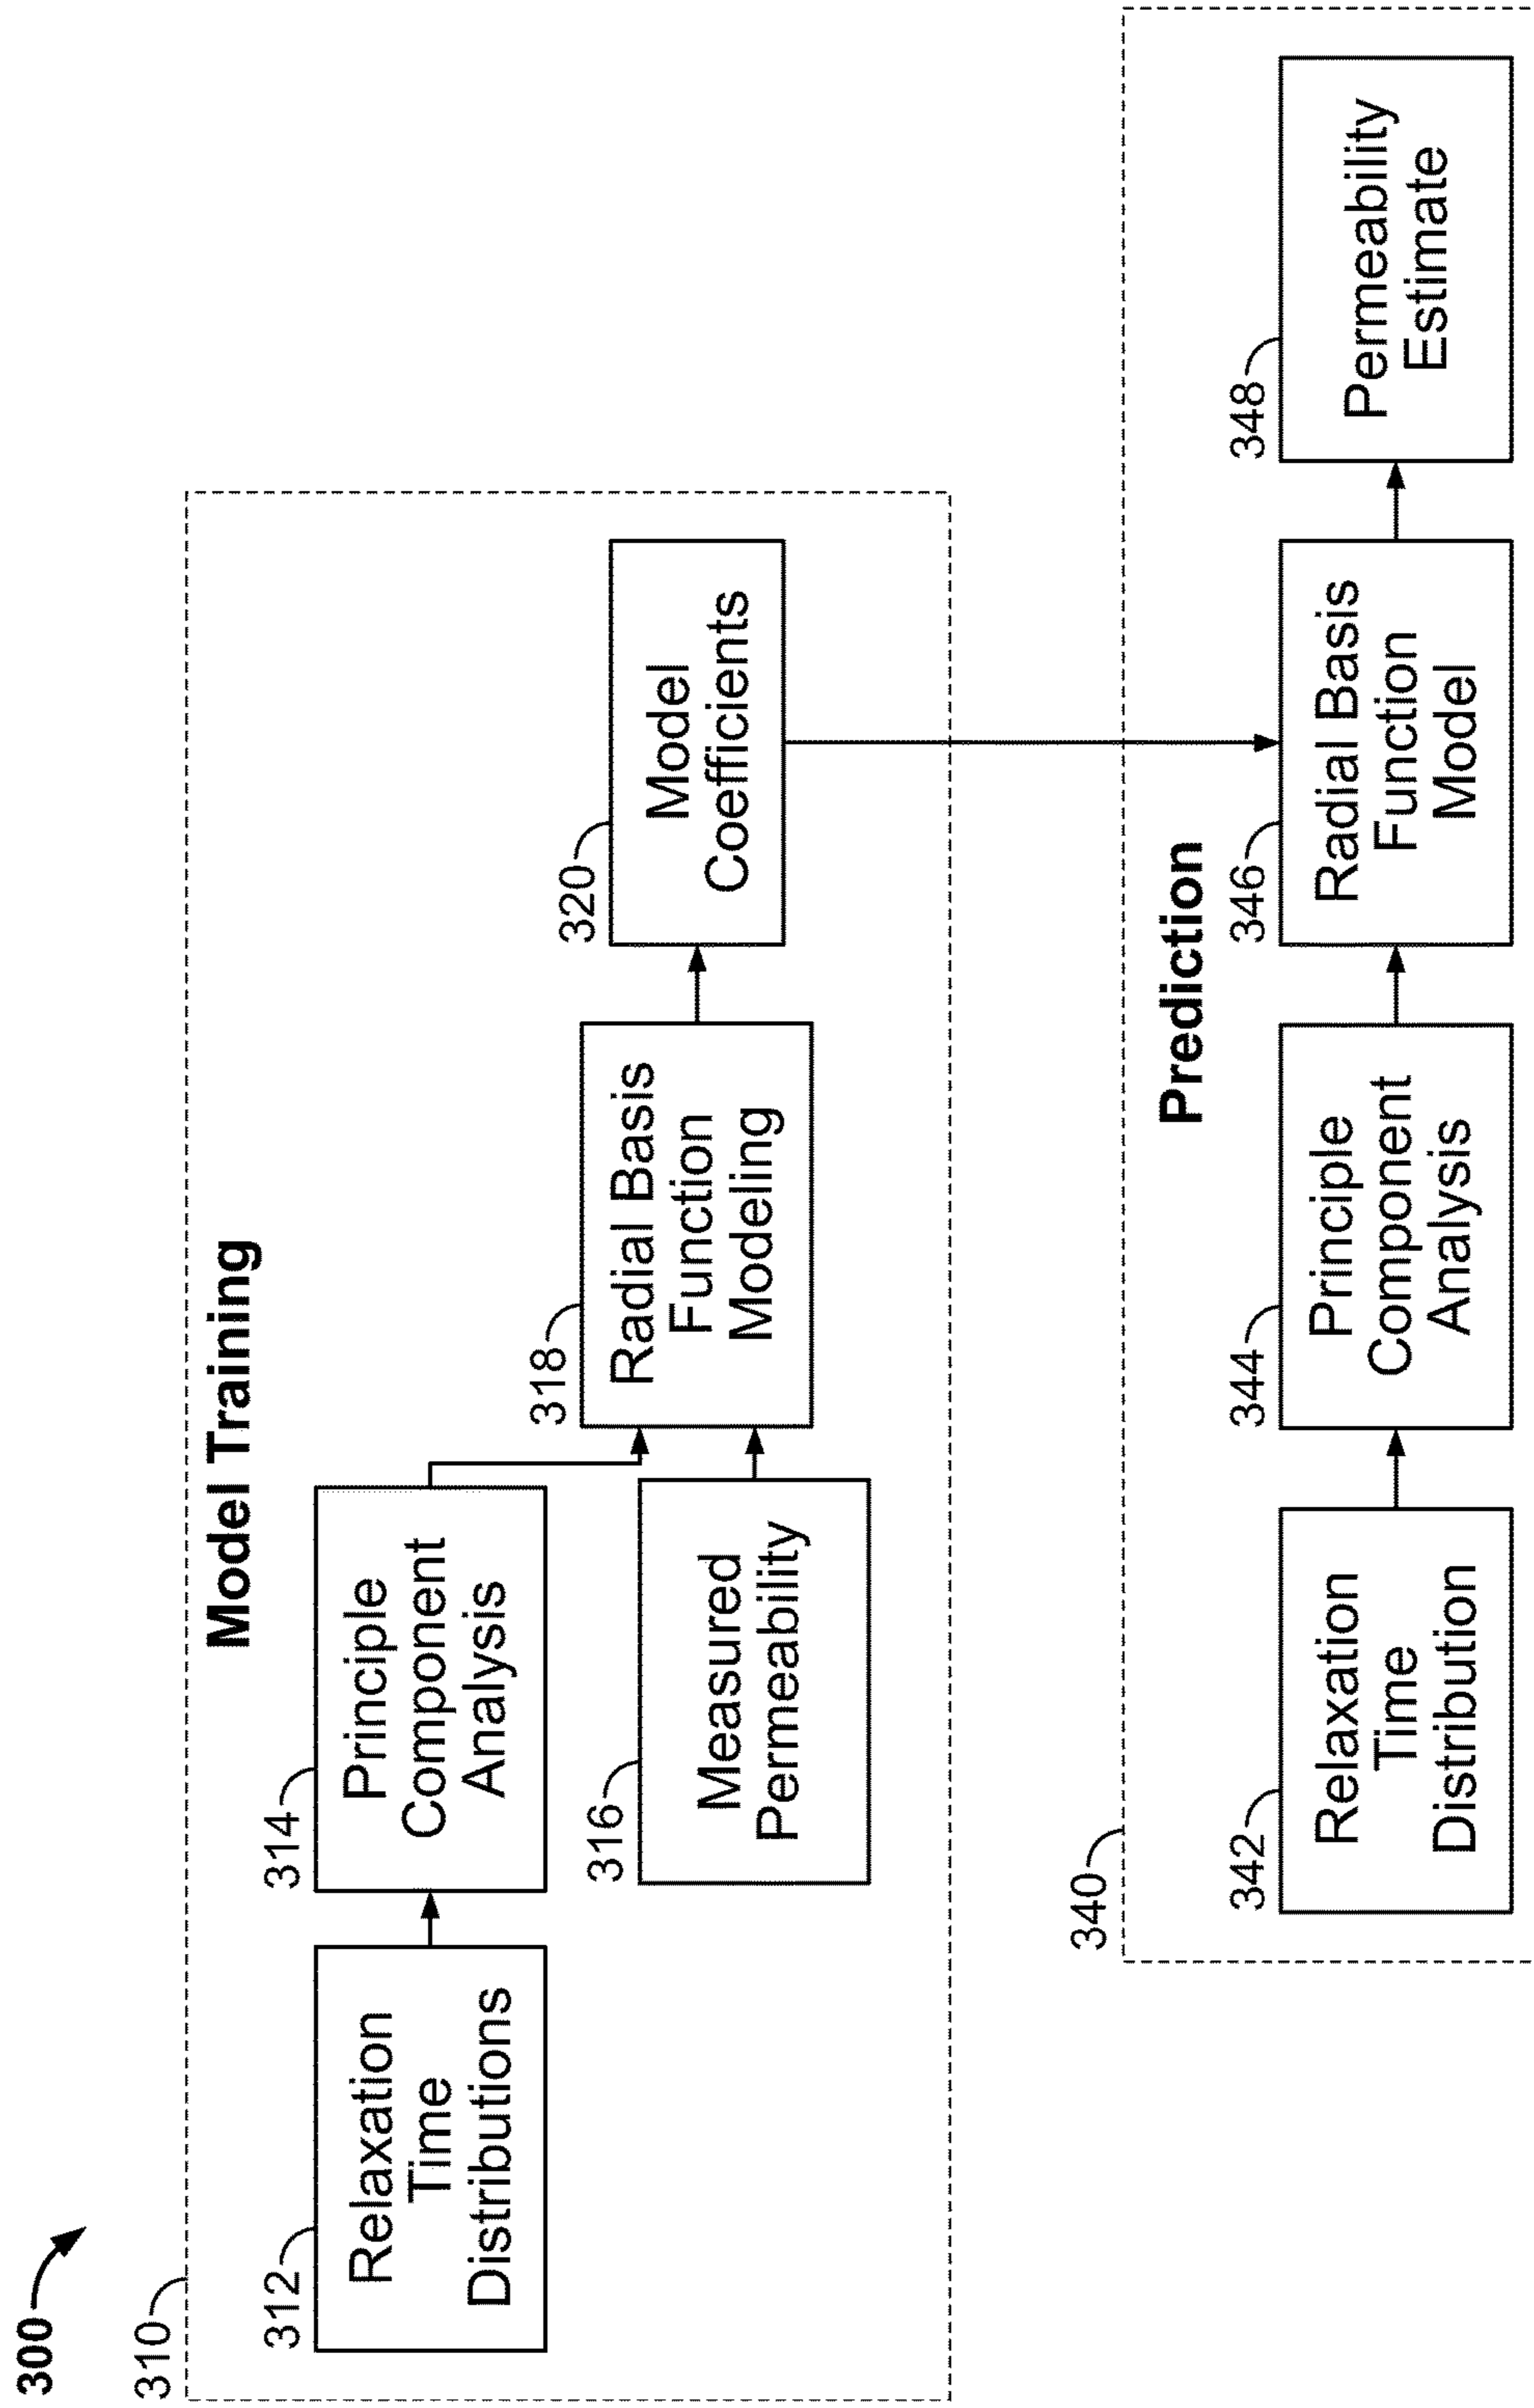 300
310
Model Training
312
Relaxation
Time
Distributions
314
Principle
Component
Analysis
316
Measured
Permeability
318
Radial Basis
Function
Modeling
320
Model
Coefficients
340
Prediction
342
Relaxation
Time
Distribution
344
Principle
Component
Analysis
346
Radial Basis
Function
Model
348
Permeability
Estimate